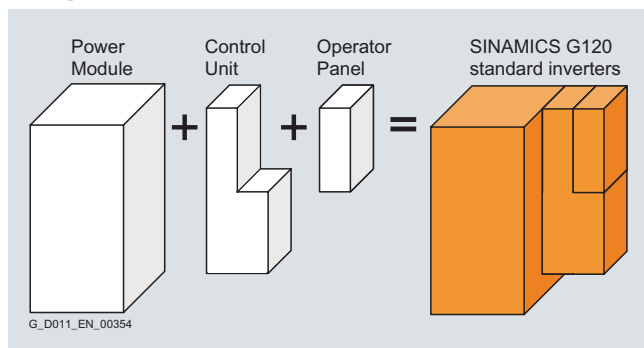 Power
Module
Control
Unit
Operator
Panel
SINAMICS G120
standard inverters
+
+
=
G_D011_EN_00354